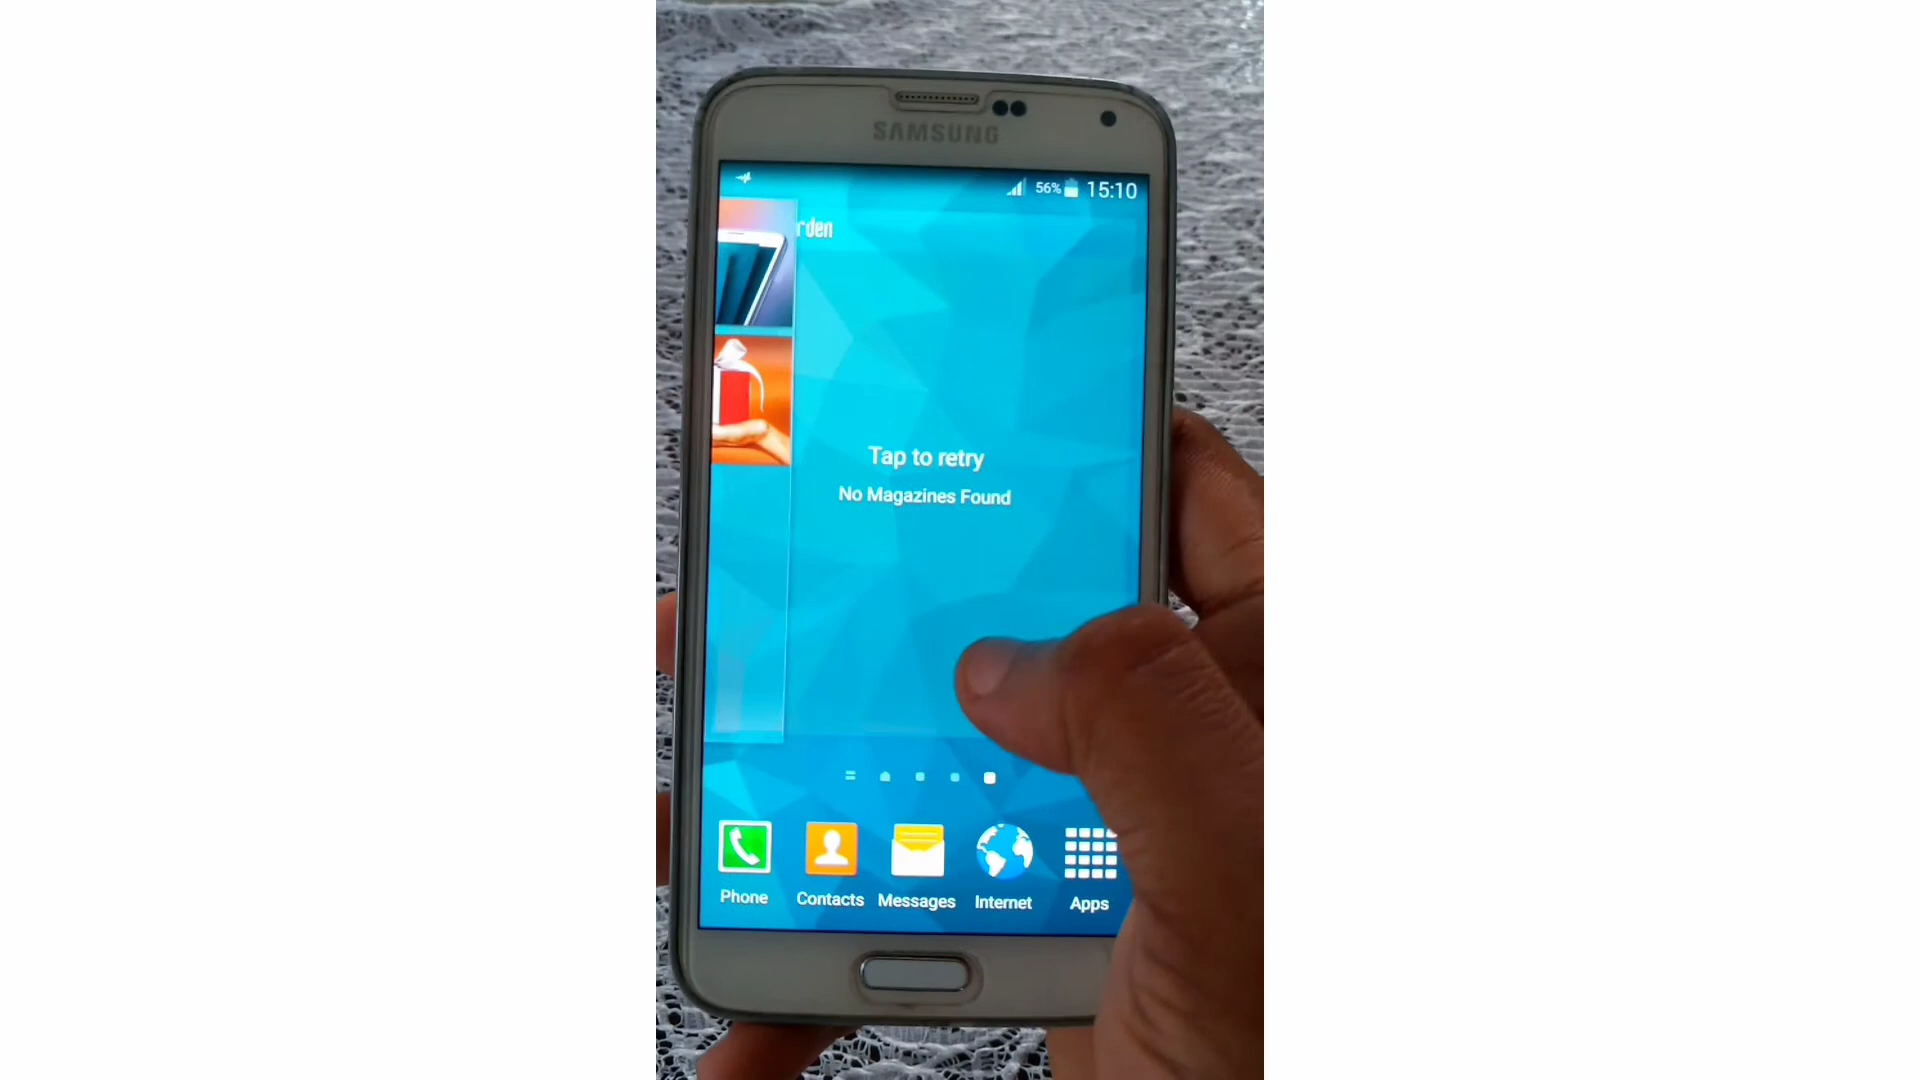 SAMSUNG
56% 15:10
rden
Tap to retry
No Magazines Found
Phone Contacts Messages Internet Apps